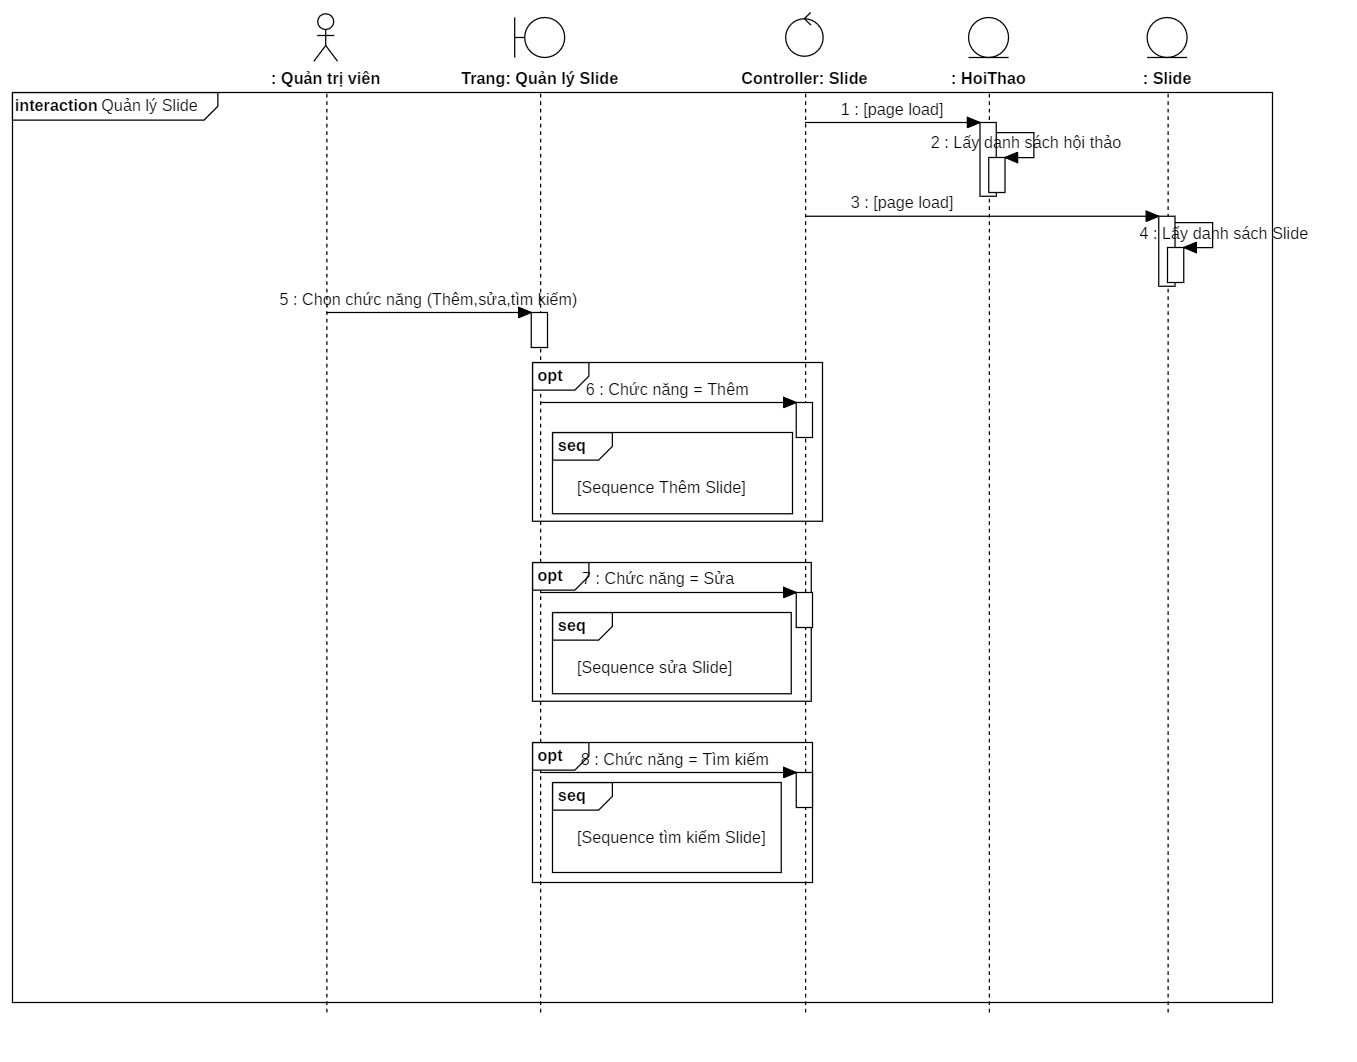 : Quản trị viên
Trang: Quản lý Slide
Controller: Slide
: HoiThao
: Slide
interaction Quản lý Slide
1 : [page load]
2 : Lấy danh sách hội thảo
3 : [page load]
4 : Lấy danh sách Slide
5 : Chọn chức năng (Thêm,sửa,tìm kiếm)
opt
6 : Chức năng = Thêm
seq
[Sequence Thêm Slide]
opt
7 : Chức năng = Sửa
seq
[Sequence sửa Slide]
opt
8 : Chức năng = Tìm kiếm
seq
[Sequence tìm kiếm Slide]